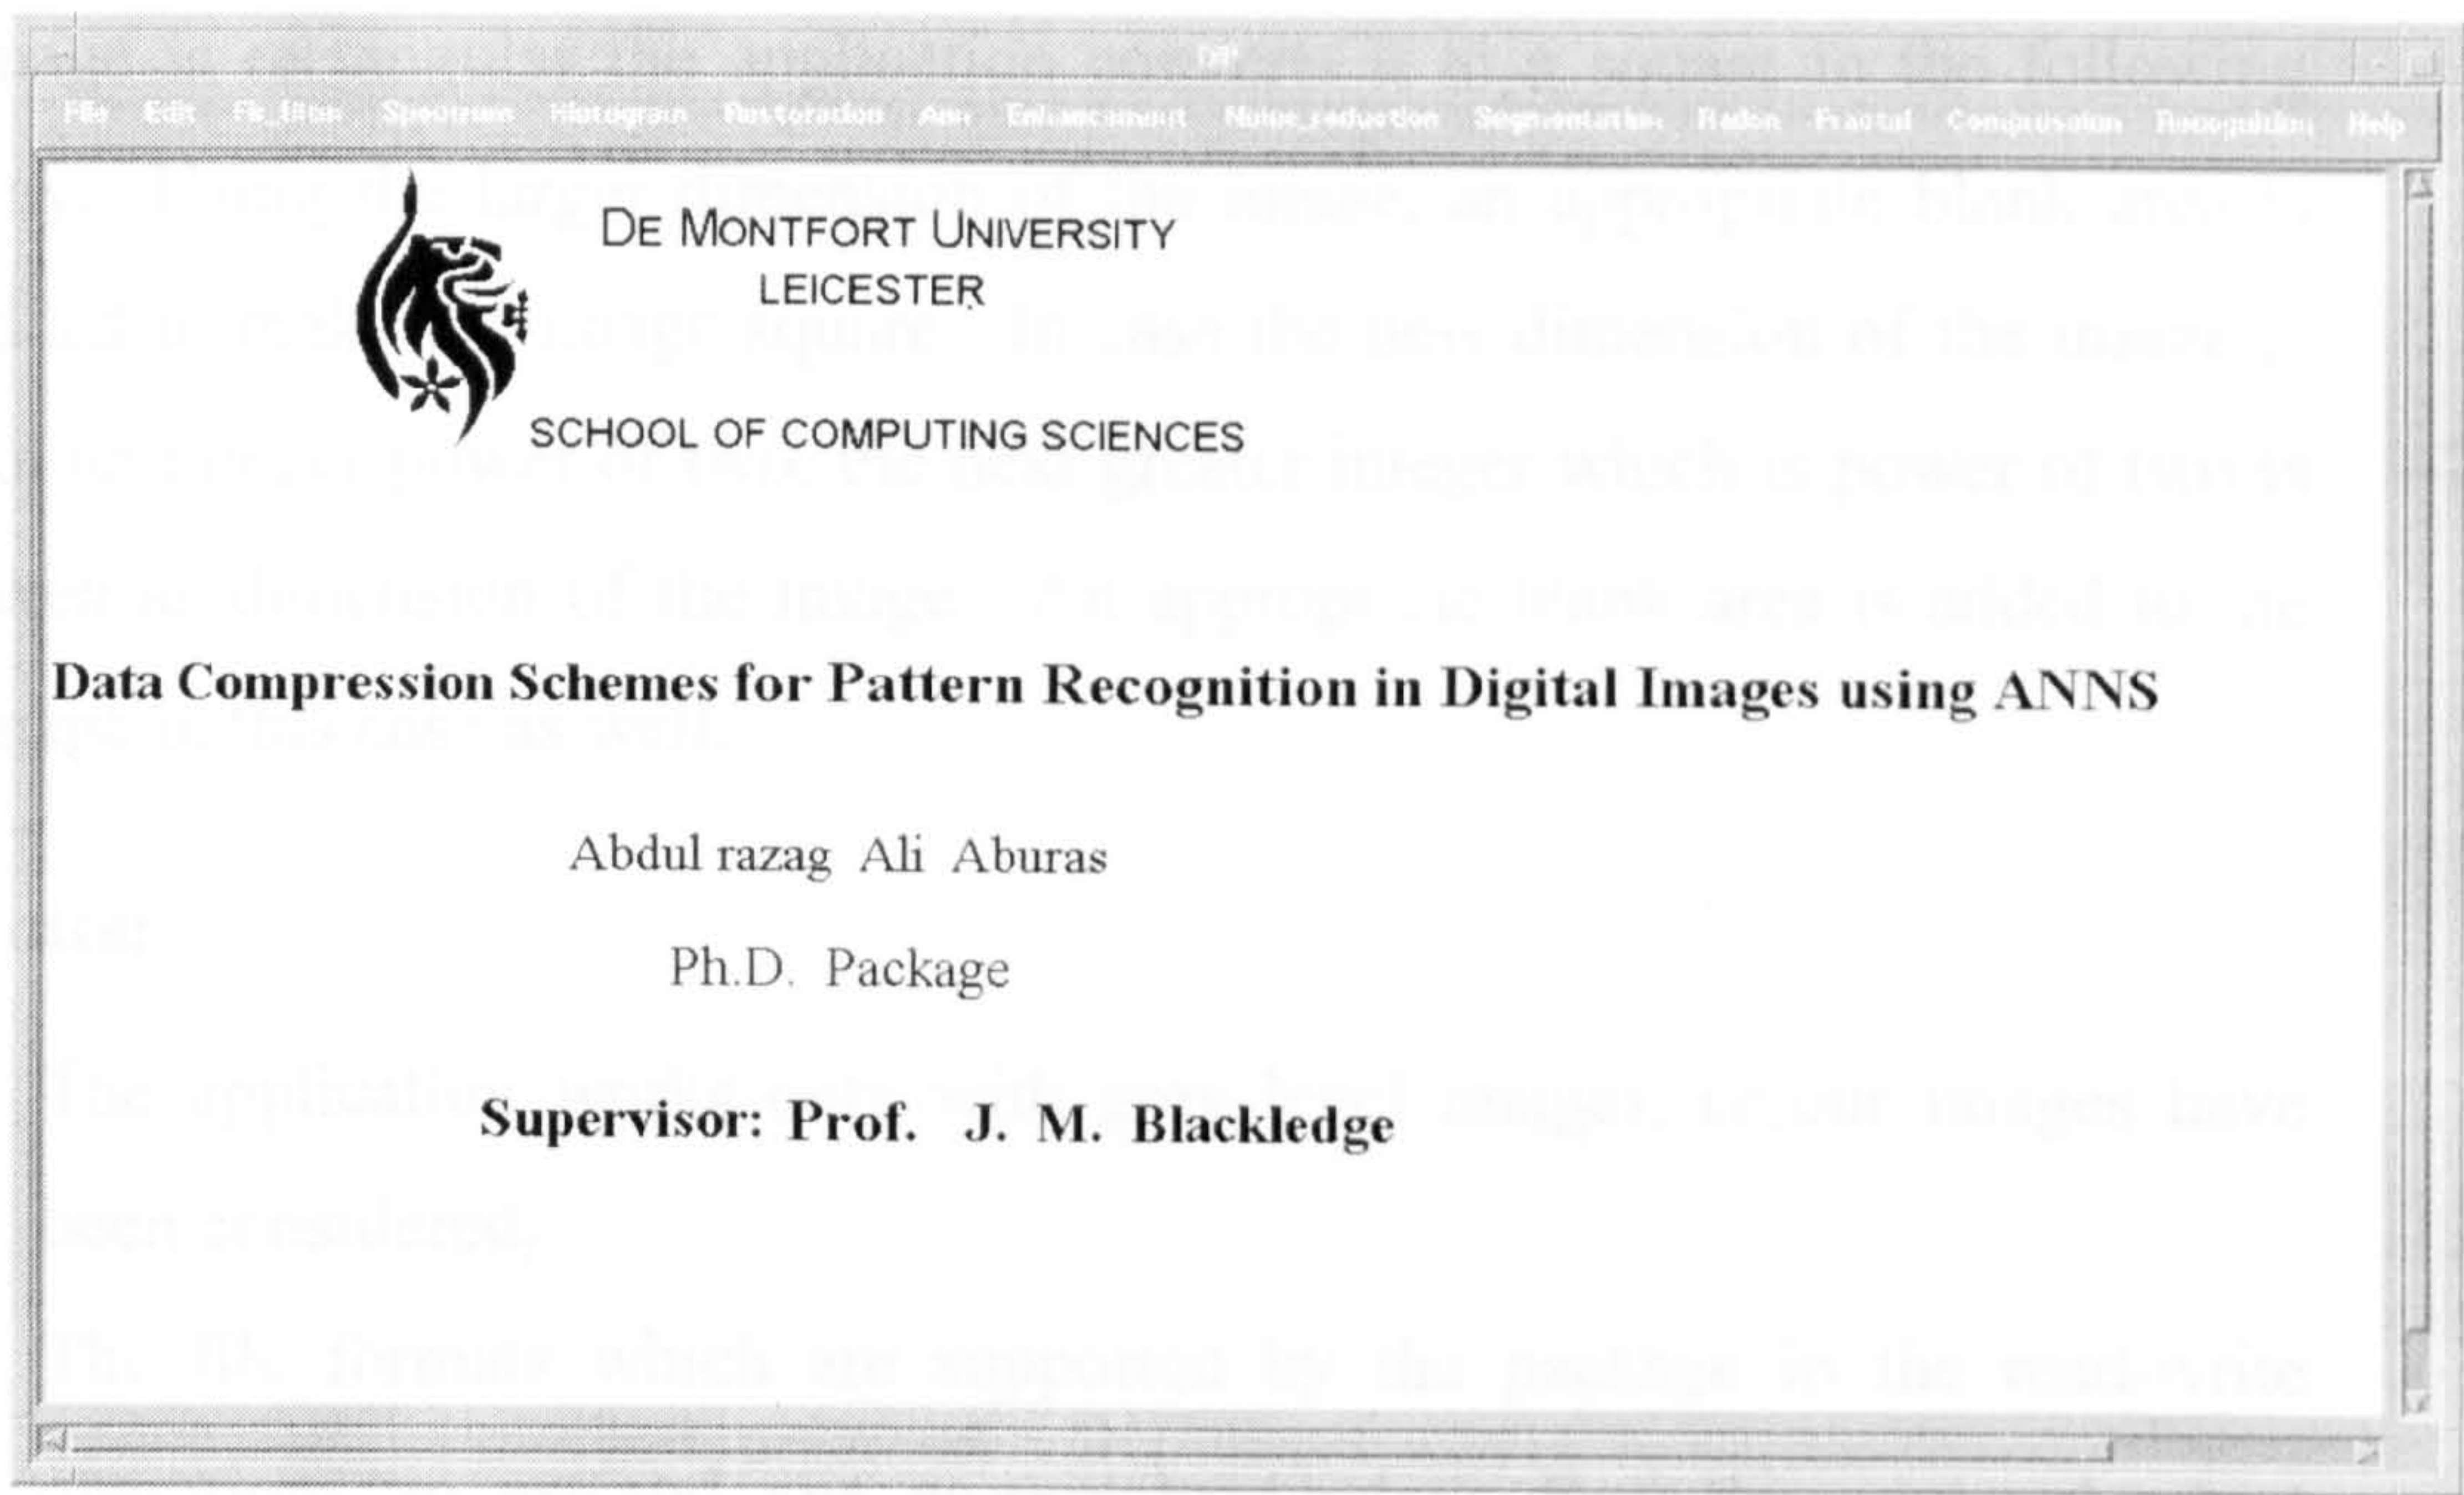 File Edit Spectrum Histogram Restoration Ann Enhancement Noise_reduction Segmentation Radon Fractal Compression Recognition Help
DE MONTFORT UNIVERSITY
LEICESTER
SCHOOL OF COMPUTING SCIENCES
Data Compression Schemes for Pattern Recognition in Digital Images using ANNS
Abdul razag Ali Aburas
Ph.D. Package
Supervisor: Prof. J. M. Blackledge